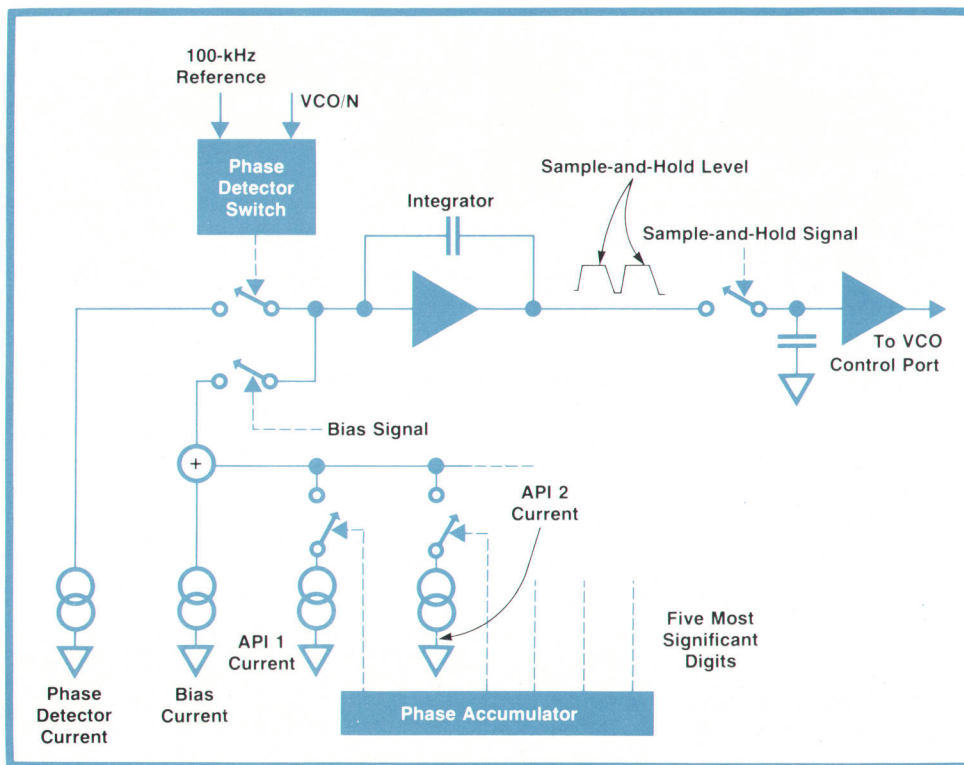 100-kHz
Reference
VCO/N
Phase
Detector
Switch
Integrator
Sample-and-Hold Level
Sample-and-Hold Signal
To VCO
Control Port
Bias Signal
+
API 2
Current
API 1
Current
Five Most
Significant
Digits
Phase
Detector
Current
Bias
Current
Phase Accumulator